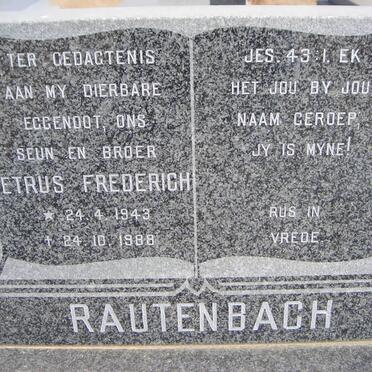 TER GEDAGTENIS
AAN MY DIERBARE
EGGENOOT, ONS
SEUN EN BROER
ETRUS FREDERICH
* 24.4.1943
† 24.10.1988
JES. 43:1. EK
HET JOU BY JOU
NAAM GEROEP,
JY IS MYNE!
RUS IN
VREDE
RAUTENBACH